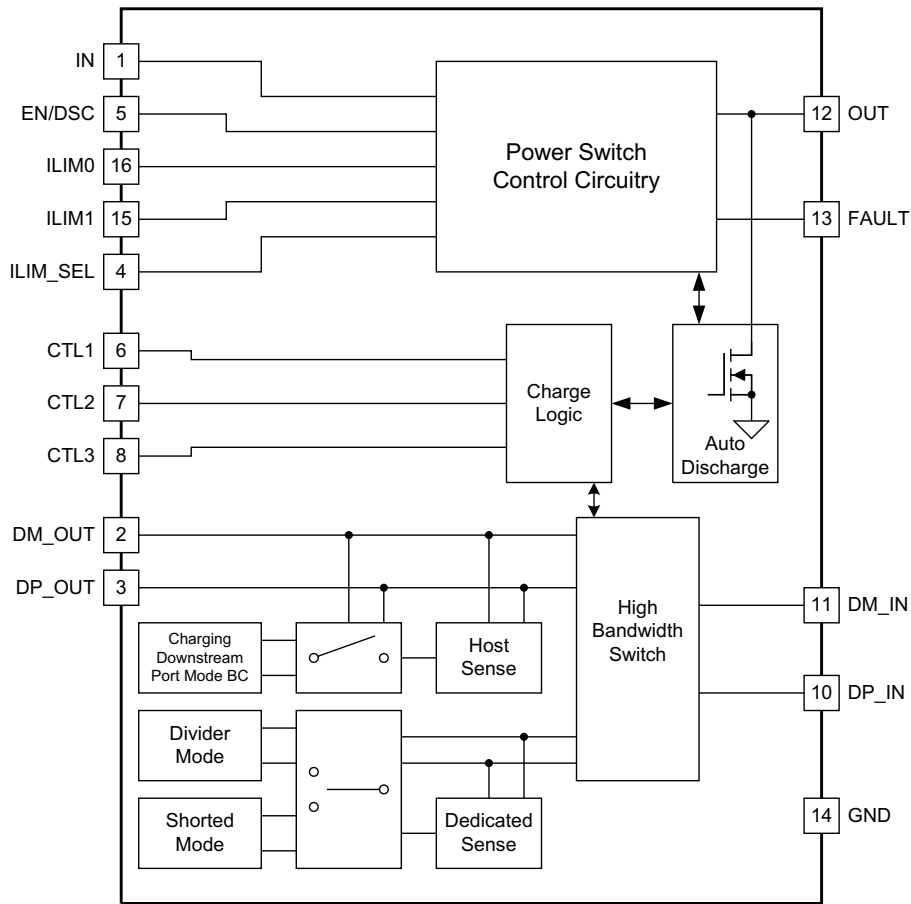 IN 1
EN/DSC 5
ILIM0 16
ILIM1 15
ILIM_SEL 4
CTL1 6
CTL2 7
CTL3 8
DM_OUT 2
DP_OUT 3
Power Switch
Control Circuitry
12 OUT
13 FAULT
Charge
Logic
Auto
Discharge
High
Bandwidth
Switch
11 DM_IN
10 DP_IN
14 GND
Charging
Downstream
Port Mode BC
Host
Sense
Divider
Mode
Shorted
Mode
Dedicated
Sense